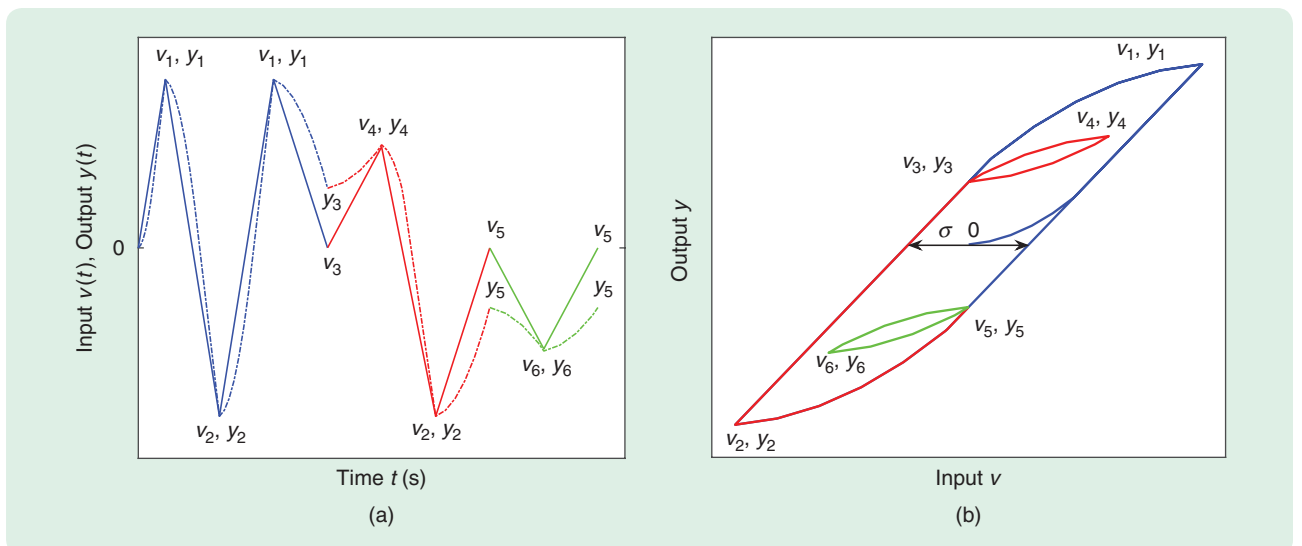 v1, y1
v1, y1
v4, y4
y3
v3
v5
v5
y5
y5
v6, y6
v2, y2
v2, y2
0
Input v(t), Output y(t)
Time t (s)
(a)
v1, y1
v4, y4
v3, y3
σ 0
v5, y5
v6, y6
v2, y2
Output y
Input v
(b)